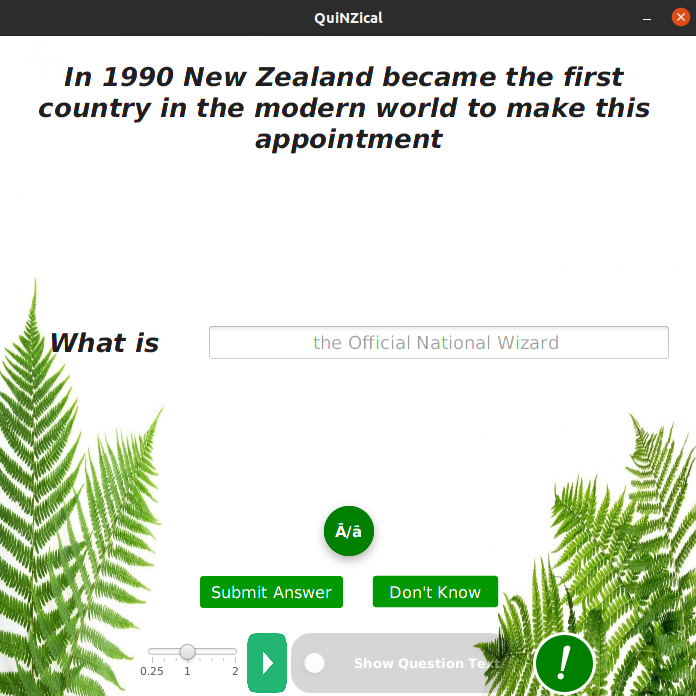 QuiNZical
In 1990 New Zealand became the first
country in the modern world to make this
appointment
What is
the Official National Wizard
Ā/ā
Submit Answer
Don't Know
0.25 1 2
Show Question Text
!